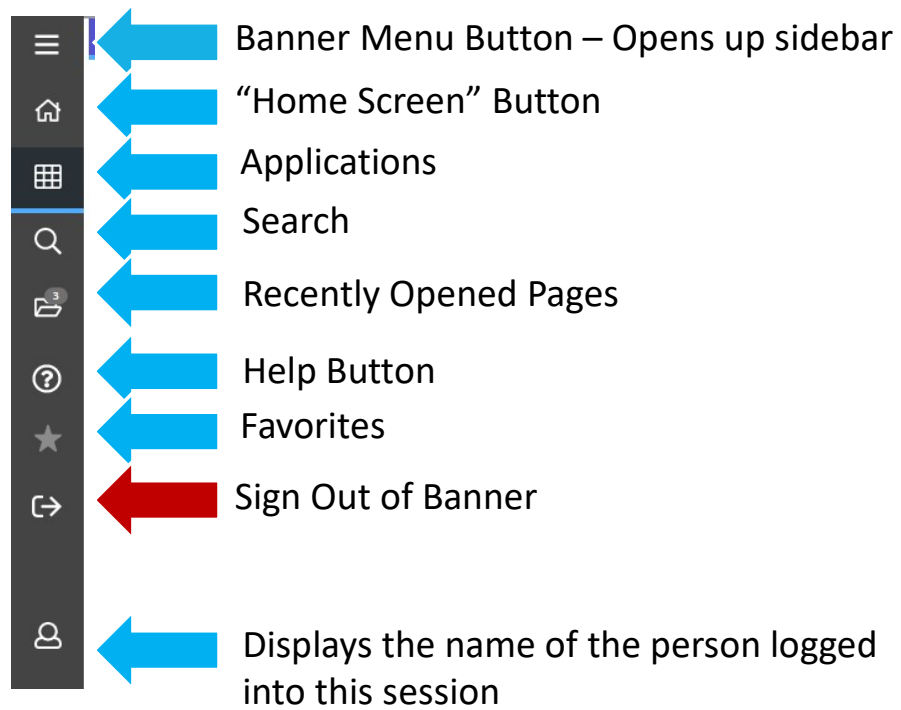 Banner Menu Button – Opens up sidebar
“Home Screen” Button
Applications
Search
3
Recently Opened Pages
Help Button
Favorites
Sign Out of Banner
Displays the name of the person logged
into this session